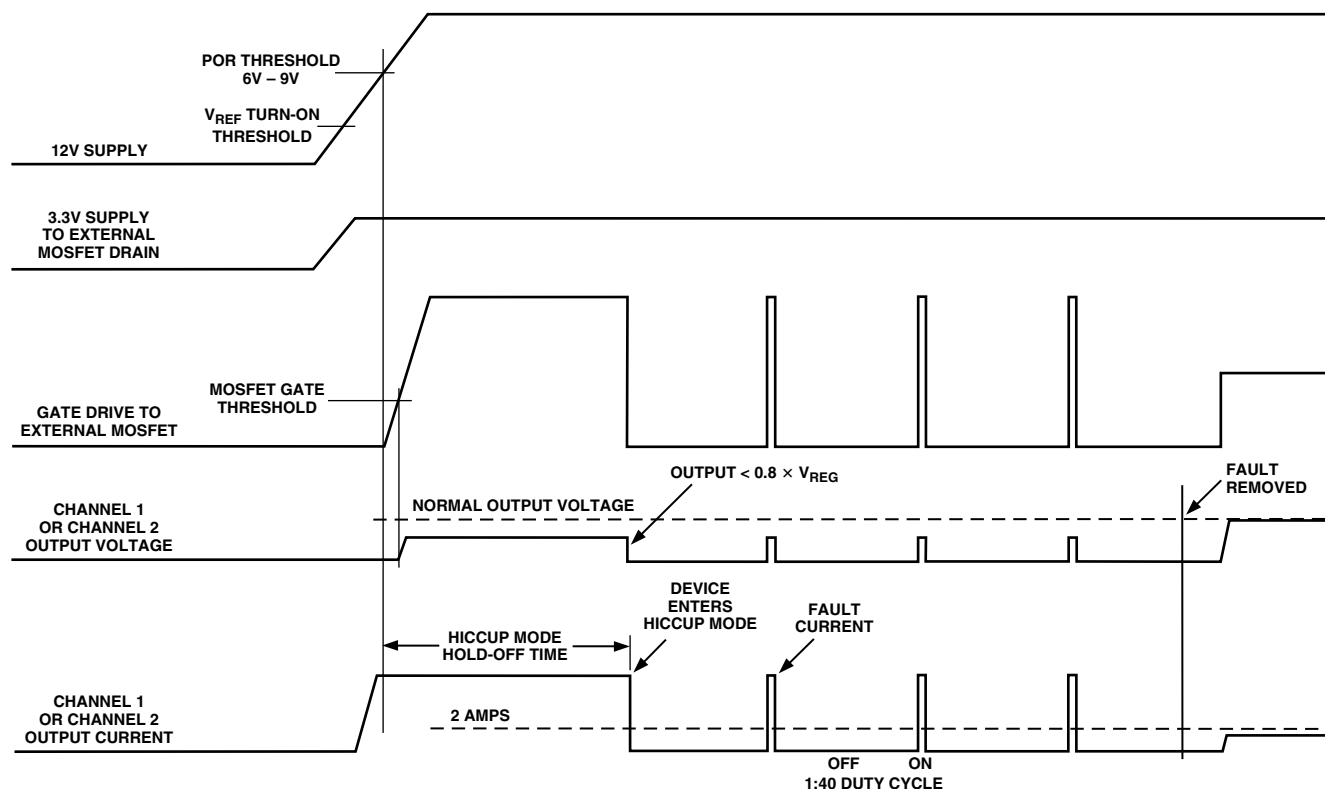 POR THRESHOLD
6V – 9V
V_REF TURN-ON
THRESHOLD
12V SUPPLY
3.3V SUPPLY
TO EXTERNAL
MOSFET DRAIN
MOSFET GATE
THRESHOLD
GATE DRIVE TO
EXTERNAL MOSFET
OUTPUT < 0.8 × V_REG
FAULT
REMOVED
NORMAL OUTPUT VOLTAGE
CHANNEL 1
OR CHANNEL 2
OUTPUT VOLTAGE
DEVICE
ENTERS
HICCUP MODE
FAULT
CURRENT
HICCUP MODE
HOLD-OFF TIME
CHANNEL 1
OR CHANNEL 2
OUTPUT CURRENT
2 AMPS
OFF ON
1:40 DUTY CYCLE